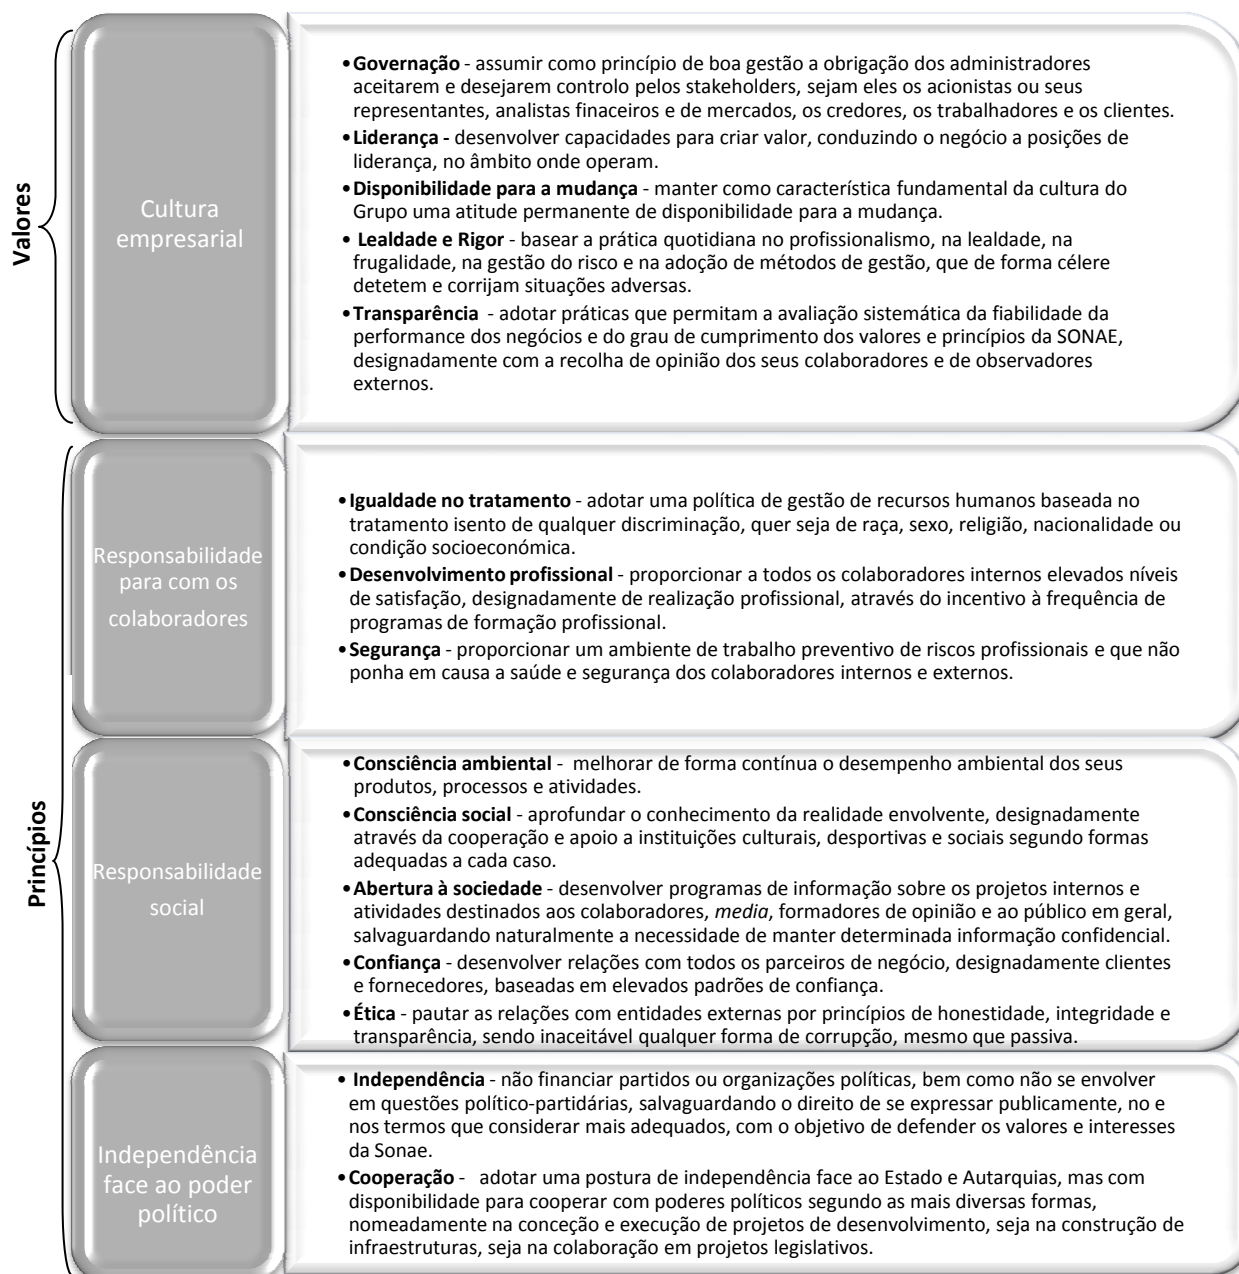 Valores
Cultura
empresarial
•Governação - assumir como princípio de boa gestão a obrigação dos administradores
aceitarem e desejarem controlo pelos stakeholders, sejam eles os acionistas ou seus
representantes, analistas finaceiros e de mercados, os credores, os trabalhadores e os clientes.
•Liderança - desenvolver capacidades para criar valor, conduzindo o negócio a posições de
liderança, no âmbito onde operam.
•Disponibilidade para a mudança - manter como característica fundamental da cultura do
Grupo uma atitude permanente de disponibilidade para a mudança.
• Lealdade e Rigor - basear a prática quotidiana no profissionalismo, na lealdade, na
frugalidade, na gestão do risco e na adoção de métodos de gestão, que de forma célere
detetem e corrijam situações adversas.
•Transparência - adotar práticas que permitam a avaliação sistemática da fiabilidade da
performance dos negócios e do grau de cumprimento dos valores e princípios da SONAE,
designadamente com a recolha de opinião dos seus colaboradores e de observadores
externos.
Princípios
Responsabilidade
para com os
colaboradores
•Igualdade no tratamento - adotar uma política de gestão de recursos humanos baseada no
tratamento isento de qualquer discriminação, quer seja de raça, sexo, religião, nacionalidade ou
condição socioeconómica.
•Desenvolvimento profissional - proporcionar a todos os colaboradores internos elevados níveis
de satisfação, designadamente de realização profissional, através do incentivo à frequência de
programas de formação profissional.
•Segurança - proporcionar um ambiente de trabalho preventivo de riscos profissionais e que não
ponha em causa a saúde e segurança dos colaboradores internos e externos.
Responsabilidade
social
•Consciência ambiental - melhorar de forma contínua o desempenho ambiental dos seus
produtos, processos e atividades.
•Consciência social - aprofundar o conhecimento da realidade envolvente, designadamente
através da cooperação e apoio a instituições culturais, desportivas e sociais segundo formas
adequadas a cada caso.
•Abertura à sociedade - desenvolver programas de informação sobre os projetos internos e
atividades destinados aos colaboradores, media, formadores de opinião e ao público em geral,
salvaguardando naturalmente a necessidade de manter determinada informação confidencial.
•Confiança - desenvolver relações com todos os parceiros de negócio, designadamente clientes
e fornecedores, baseadas em elevados padrões de confiança.
•Ética - pautar as relações com entidades externas por princípios de honestidade, integridade e
transparência, sendo inaceitável qualquer forma de corrupção, mesmo que passiva.
Independência
face ao poder
político
• Independência - não financiar partidos ou organizações políticas, bem como não se envolver
em questões político-partidárias, salvaguardando o direito de se expressar publicamente, no e
nos termos que considerar mais adequados, com o objetivo de defender os valores e interesses
da Sonae.
•Cooperação - adotar uma postura de independência face ao Estado e Autarquias, mas com
disponibilidade para cooperar com poderes políticos segundo as mais diversas formas,
nomeadamente na conceção e execução de projetos de desenvolvimento, seja na construção de
infraestruturas, seja na colaboração em projetos legislativos.